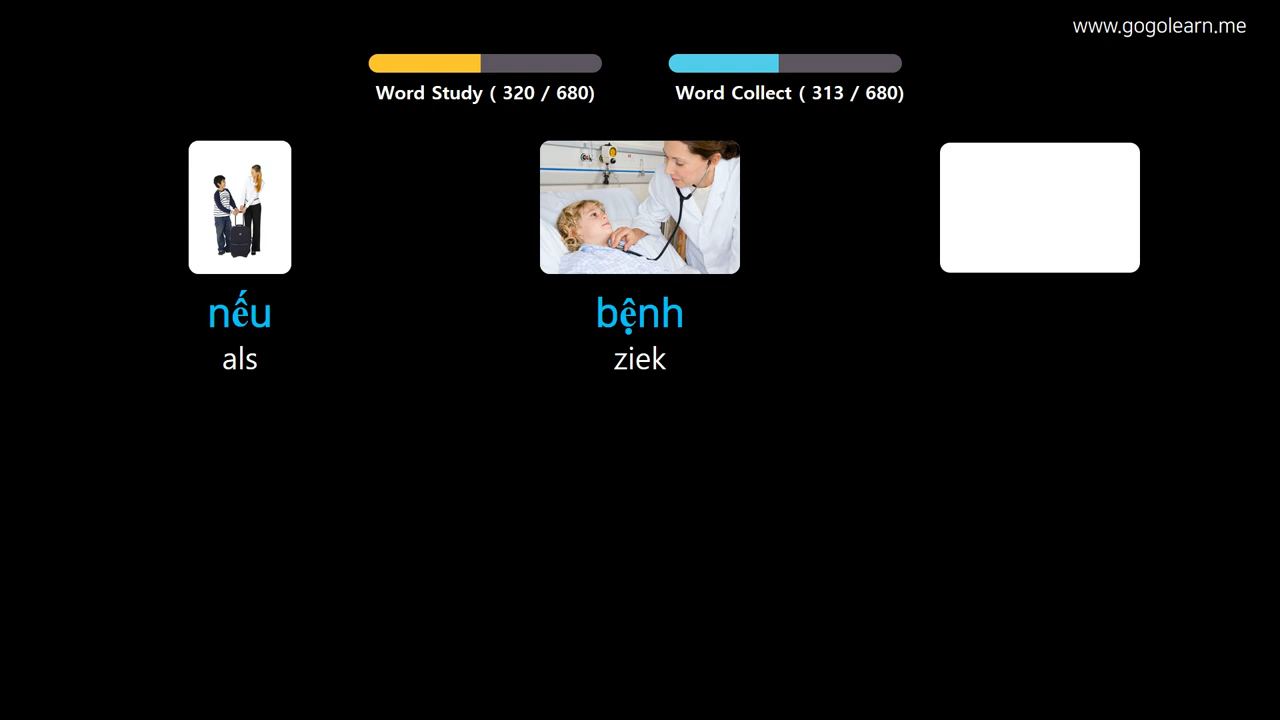 www.gogolearn.me
Word Study ( 320 / 680)
Word Collect ( 313 / 680)
nếu
bệnh
als
ziek